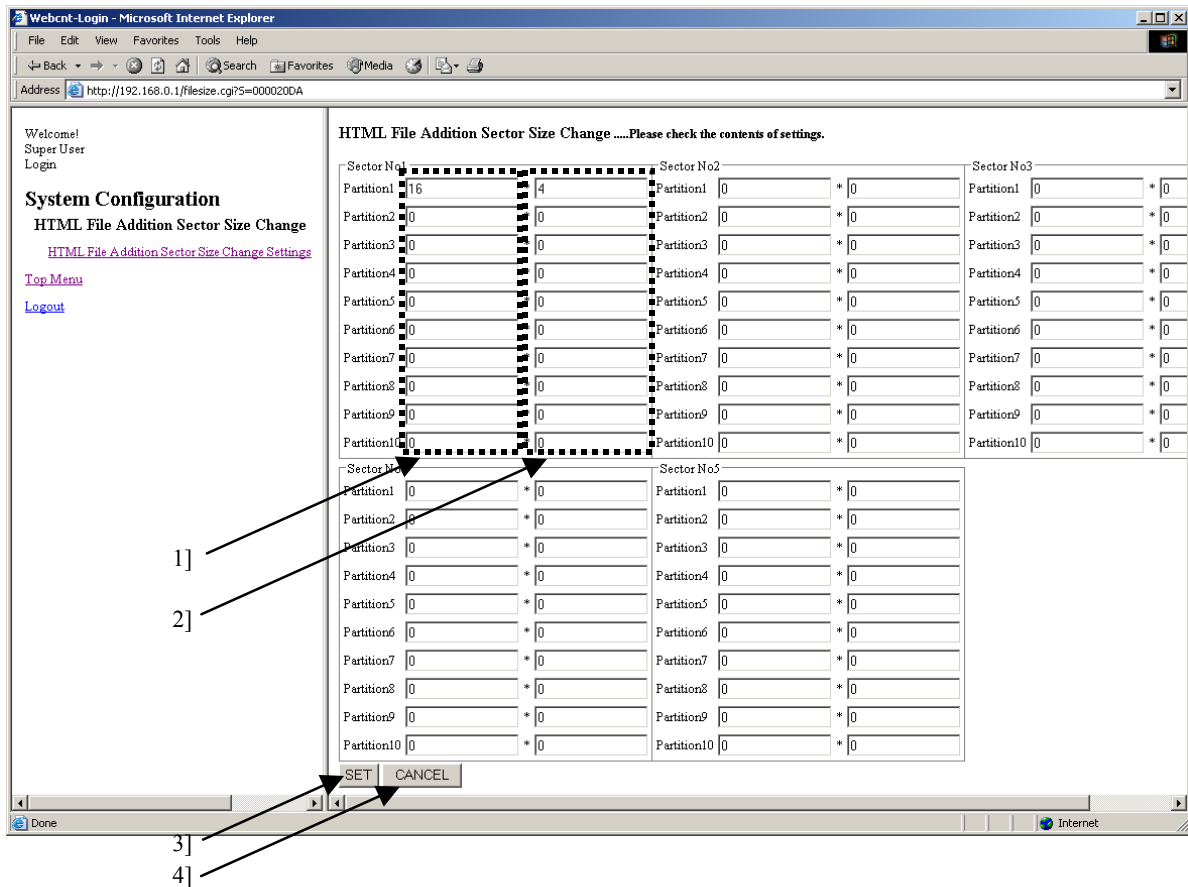 Webcnt-Login - Microsoft Internet Explorer
File Edit View Favorites Tools Help
Back Search Favorites Media
Address http://192.168.0.1/filesize.cgi?S=000020DA
Welcome!
Super User
Login
System Configuration
HTML File Addition Sector Size Change
HTML File Addition Sector Size Change Settings
Top Menu
Logout
HTML File Addition Sector Size Change .....Please check the contents of settings.
Sector No1 Sector No2 Sector No3
Partition1 16 * 4 Partition1 0 * 0 Partition1 0 * 0
Partition2 0 * 0 Partition2 0 * 0 Partition2 0 * 0
Partition3 0 * 0 Partition3 0 * 0 Partition3 0 * 0
Partition4 0 * 0 Partition4 0 * 0 Partition4 0 * 0
Partition5 0 * 0 Partition5 0 * 0 Partition5 0 * 0
Partition6 0 * 0 Partition6 0 * 0 Partition6 0 * 0
Partition7 0 * 0 Partition7 0 * 0 Partition7 0 * 0
Partition8 0 * 0 Partition8 0 * 0 Partition8 0 * 0
Partition9 0 * 0 Partition9 0 * 0 Partition9 0 * 0
Partition10 0 * 0 Partition10 0 * 0 Partition10 0 * 0
Sector No Sector No5
Partition1 0 * 0 Partition1 0 * 0
Partition2 0 * 0 Partition2 0 * 0
Partition3 0 * 0 Partition3 0 * 0
Partition4 0 * 0 Partition4 0 * 0
Partition5 0 * 0 Partition5 0 * 0
Partition6 0 * 0 Partition6 0 * 0
Partition7 0 * 0 Partition7 0 * 0
Partition8 0 * 0 Partition8 0 * 0
Partition9 0 * 0 Partition9 0 * 0
Partition10 0 * 0 Partition10 0 * 0
1]
2]
SET CANCEL
Done Internet
3]
4]